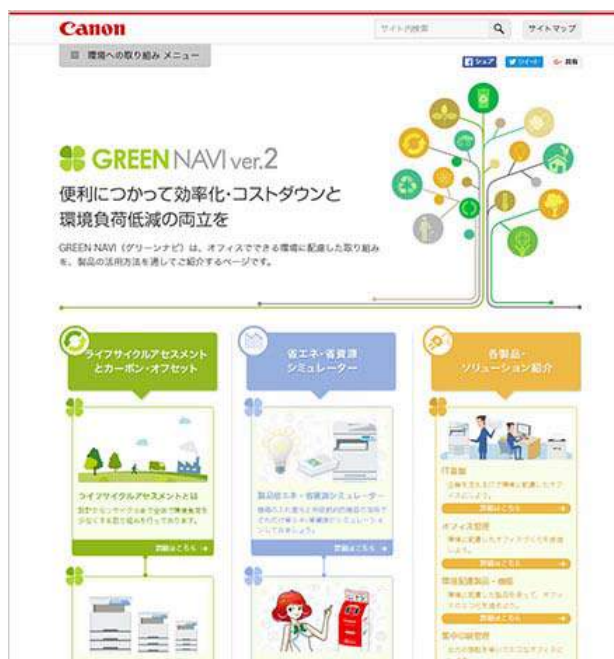 Canon
サイト内検索
サイトマップ
環境への取り組み メニュー
シェア
ツイート
G+ 共有
GREEN NAVI ver.2
便利につかって効率化・コストダウンと
環境負荷低減の両立を
GREEN NAVI（グリーンナビ）は、オフィスでできる環境に配慮した取り組み
を、製品の活用方法を通してご紹介するページです。
ライフサイクルアセスメント
とカーボン・オフセット
省エネ・省資源
シミュレーター
各製品・
ソリューション紹介
ライフサイクルアセスメントとは
詳細はこちら
製品省エネ・省資源シミュレーター
詳細はこちら
IT基盤
詳細はこちら
オフィス管理
詳細はこちら
環境配慮製品・機能
詳細はこちら
集中印刷管理